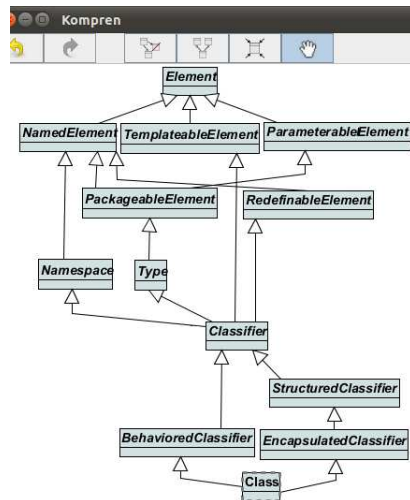 Kompren
Element
NamedElement
TemplateableElement
ParameterableElement
PackageableElement
RedefinableElement
Namespace
Type
Classifier
StructuredClassifier
BehavioredClassifier
EncapsulatedClassifier
Class